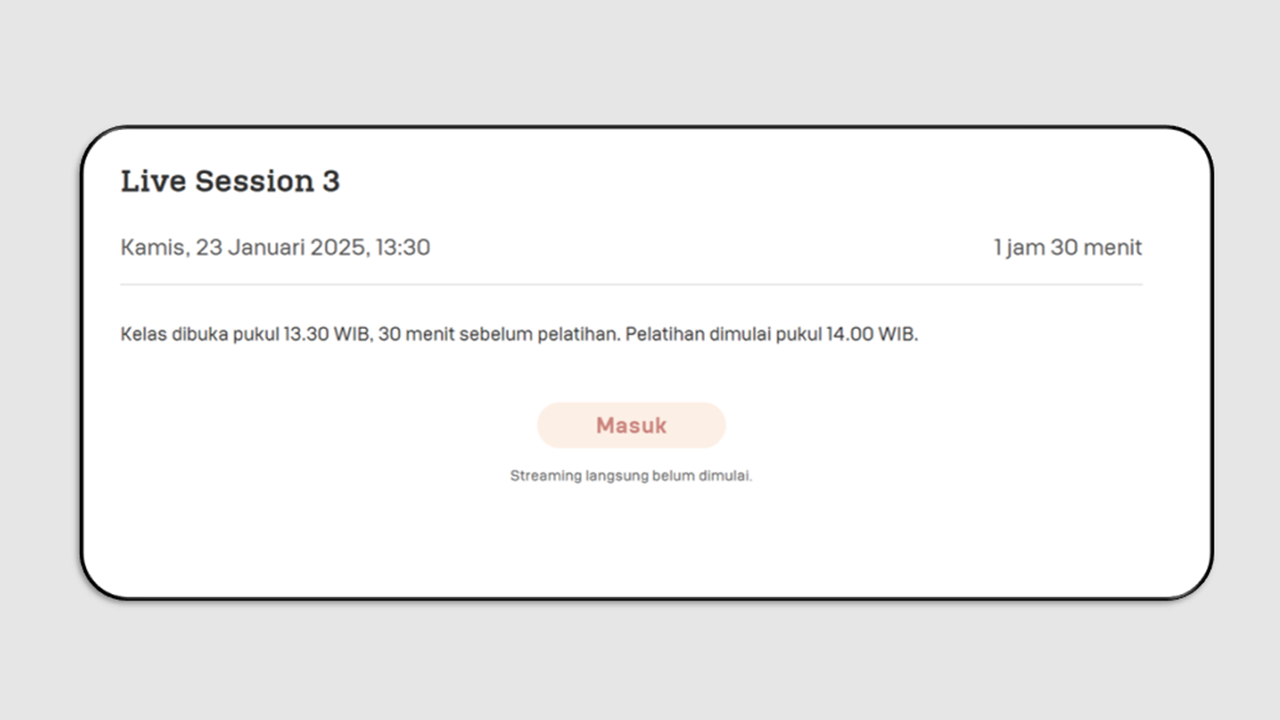 Live Session 3
Kamis, 23 Januari 2025, 13:30
1 jam 30 menit
Kelas dibuka pukul 13.30 WIB, 30 menit sebelum pelatihan. Pelatihan dimulai pukul 14.00 WIB.
Masuk
Streaming langsung belum dimulai.